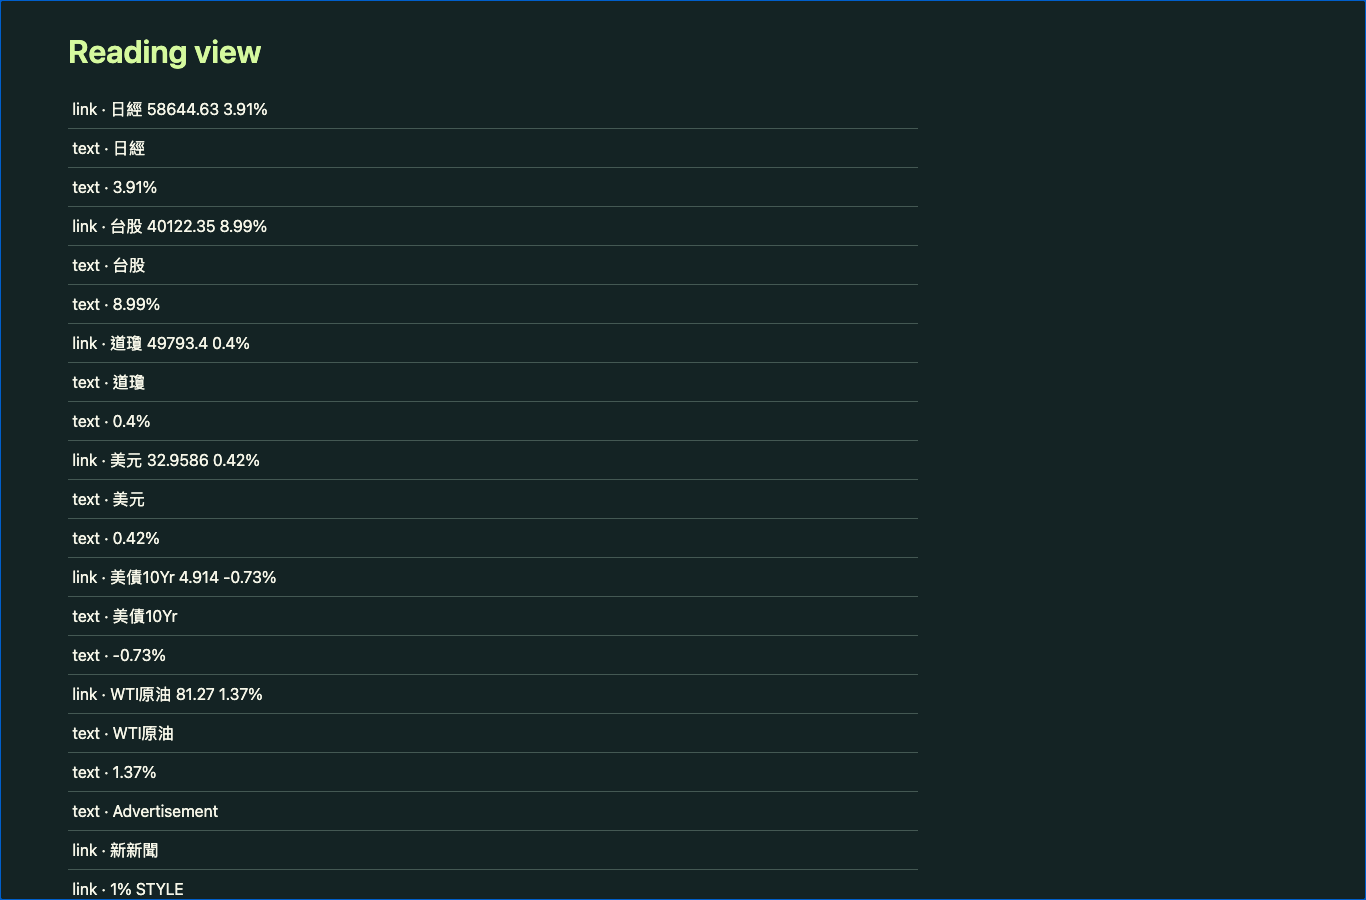 Reading view
link · 日經 58644.63 3.91%
text · 日經
text · 3.91%
link · 台股 40122.35 8.99%
text · 台股
text · 8.99%
link · 道瓊 49793.4 0.4%
text · 道瓊
text · 0.4%
link · 美元 32.9586 0.42%
text · 美元
text · 0.42%
link · 美債10Yr 4.914 -0.73%
text · 美債10Yr
text · -0.73%
link · WTI原油 81.27 1.37%
text · WTI原油
text · 1.37%
text · Advertisement
link · 新新聞
link · 1% STYLE